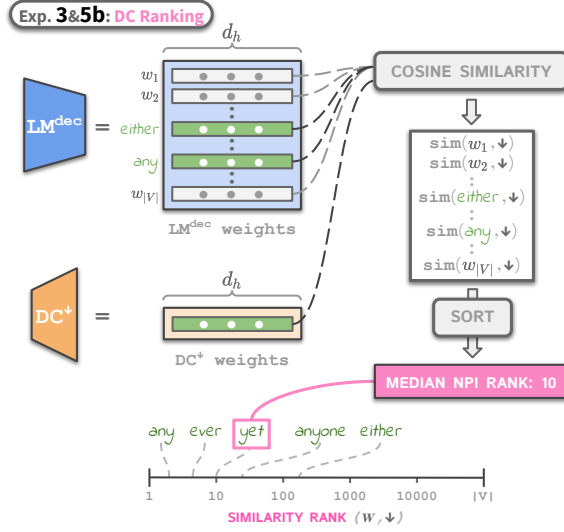 Exp. 3&5b: DC Ranking
d_h
w_1
w_2
either
any
w_|V|
LM^dec =
LM^dec weights
COSINE SIMILARITY
sim(w_1,↓)
sim(w_2,↓)
sim(either,↓)
sim(any,↓)
sim(w_|V|,↓)
d_h
DC^↓ =
DC^↓ weights
SORT
MEDIAN NPI RANK: 10
any ever yet anyone either
1 10 100 1000 10000 |V|
SIMILARITY RANK (W,↓)